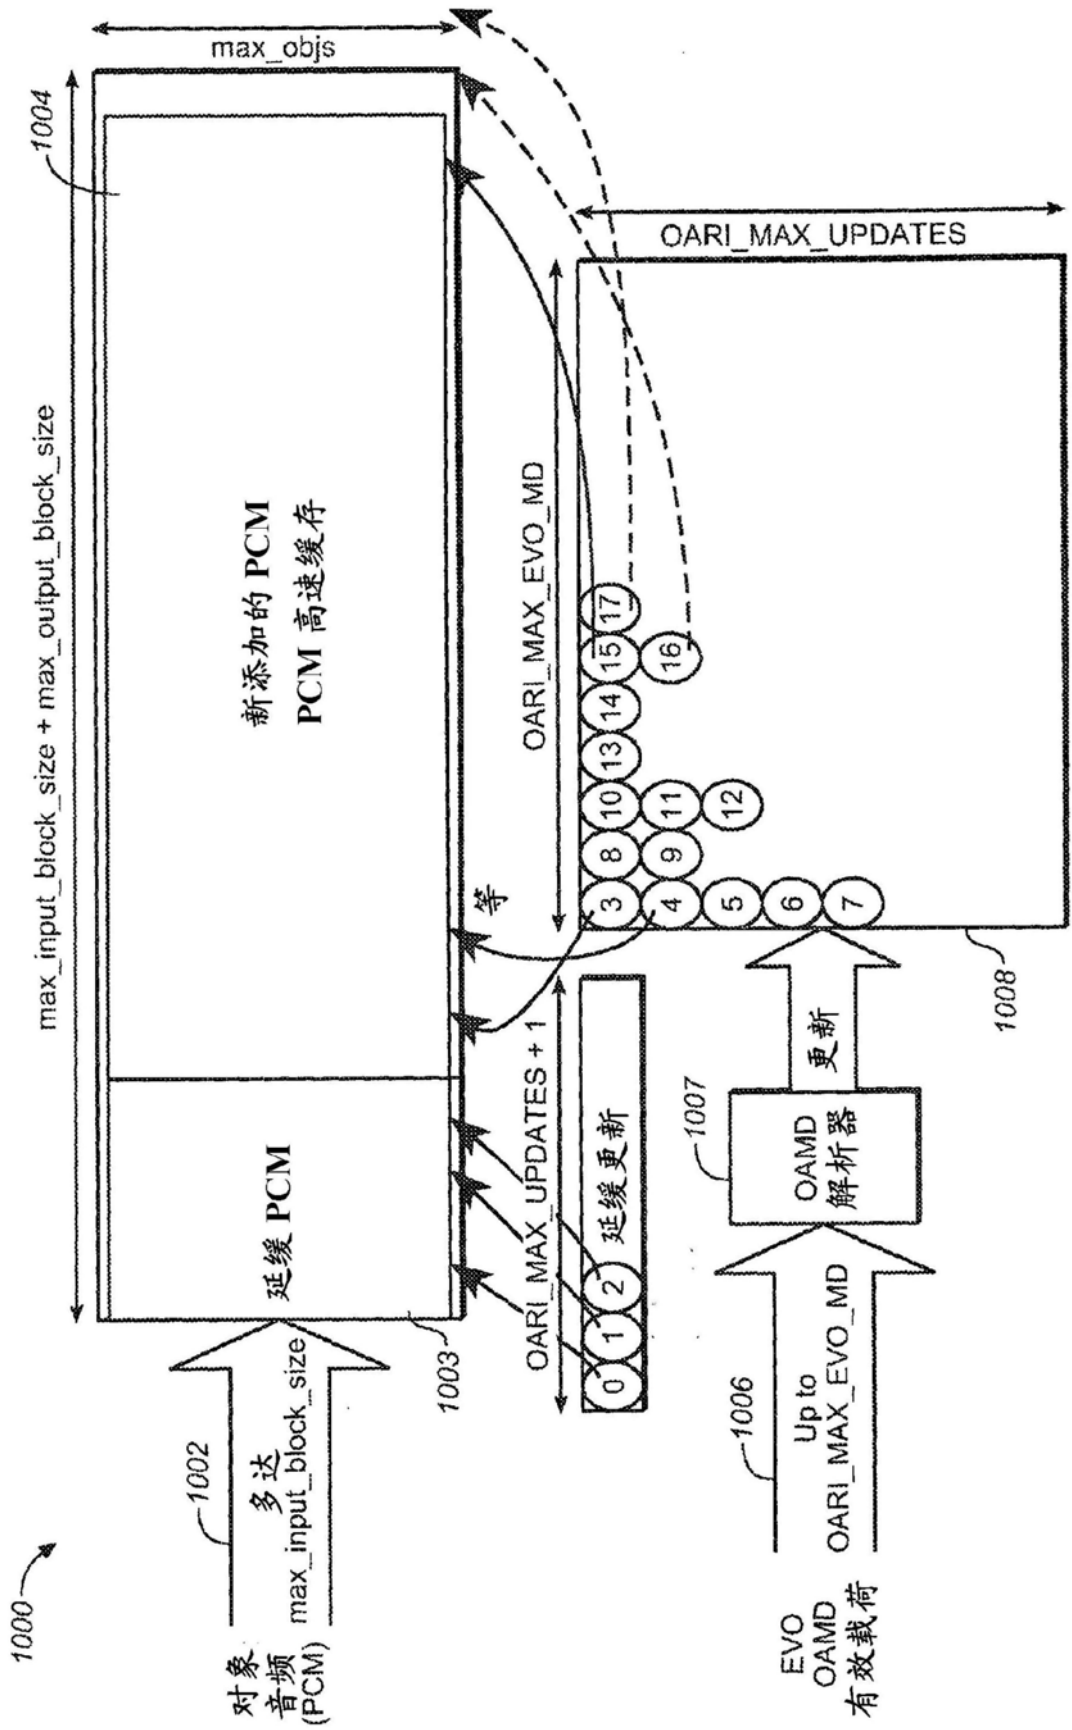 1000
max_input_block_size + max_output_block_size
max_objs
1004
对象
音频
(PCM)
1002
多达
max_input_block_size
延缓 PCM
1003
新添加的 PCM
PCM 高速缓存
等
OARI_MAX_UPDATES + 1
0
1
2
延缓更新
OARI_MAX_EVO_MD
OARI_MAX_UPDATES
3
8
10
13
14
15
17
4
9
11
16
5
12
6
7
EVO
OAMD
有效载荷
1006
Up to
OARI_MAX_EVO_MD
1007
OAMD
解析器
更新
1008